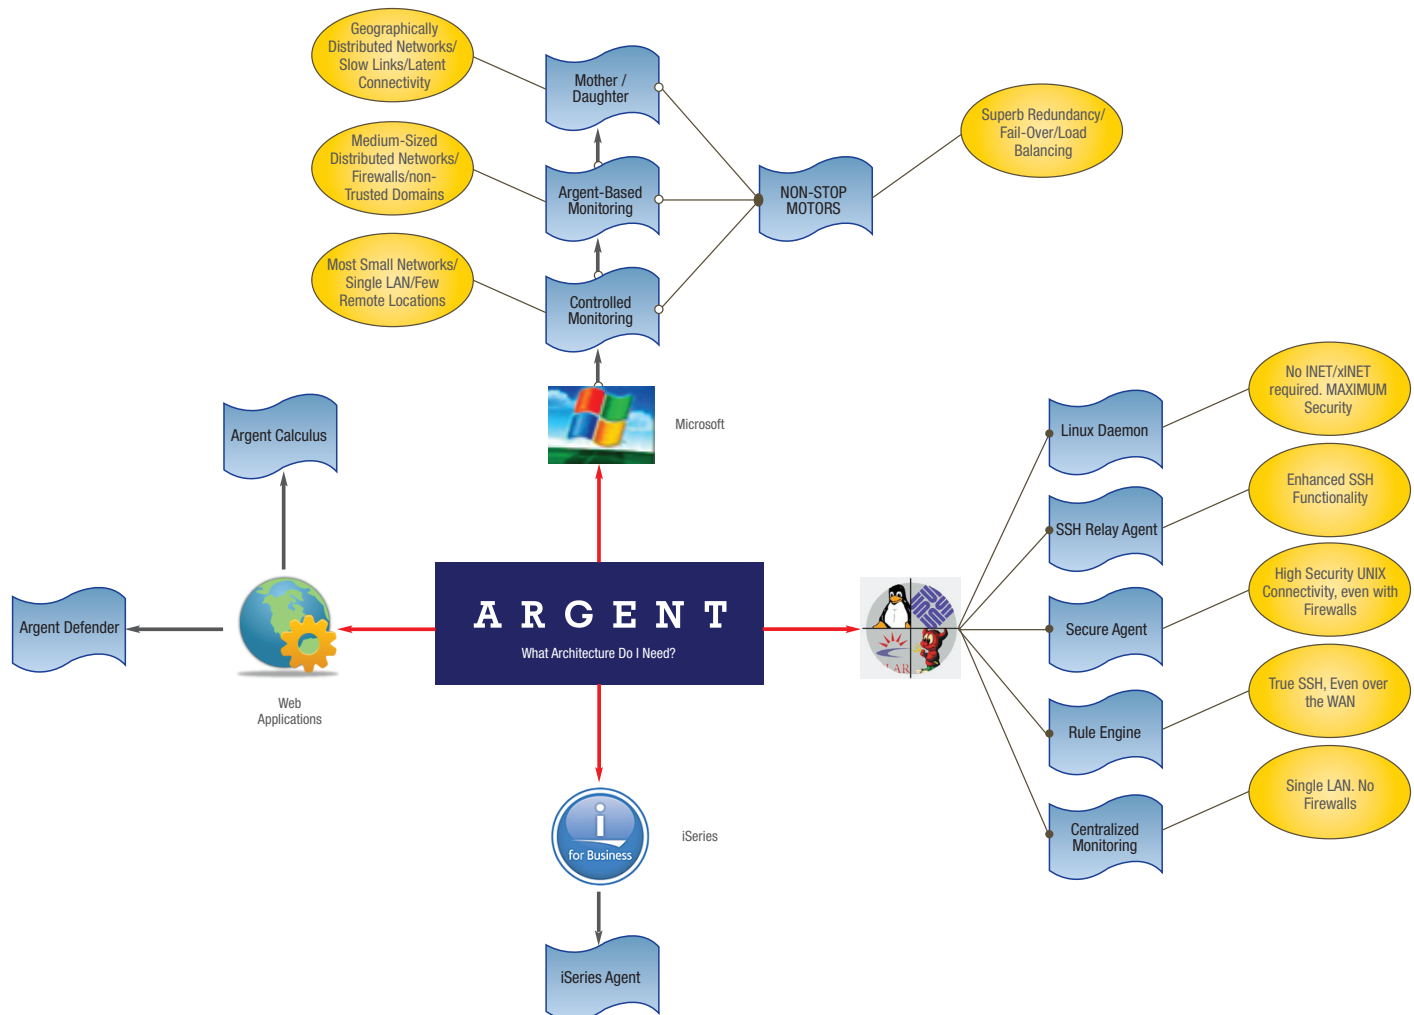 Geographically
Distributed Networks/
Slow Links/Latent
Connectivity
Mother /
Daughter
Superb Redundancy/
Fail-Over/Load
Balancing
Medium-Sized
Distributed Networks/
Firewalls/non-
Trusted Domains
Argent-Based
Monitoring
NON-STOP
MOTORS
Most Small Networks/
Single LAN/Few
Remote Locations
Controlled
Monitoring
Microsoft
Argent Calculus
No INET/xINET
required. MAXIMUM
Security
Linux Daemon
Enhanced SSH
Functionality
SSH Relay Agent
High Security UNIX
Connectivity, even with
Firewalls
Secure Agent
Argent Defender
Web
Applications
ARGENT
What Architecture Do I Need?
True SSH, Even over
the WAN
Rule Engine
Single LAN. No
Firewalls
Centralized
Monitoring
i
for Business
iSeries
iSeries Agent